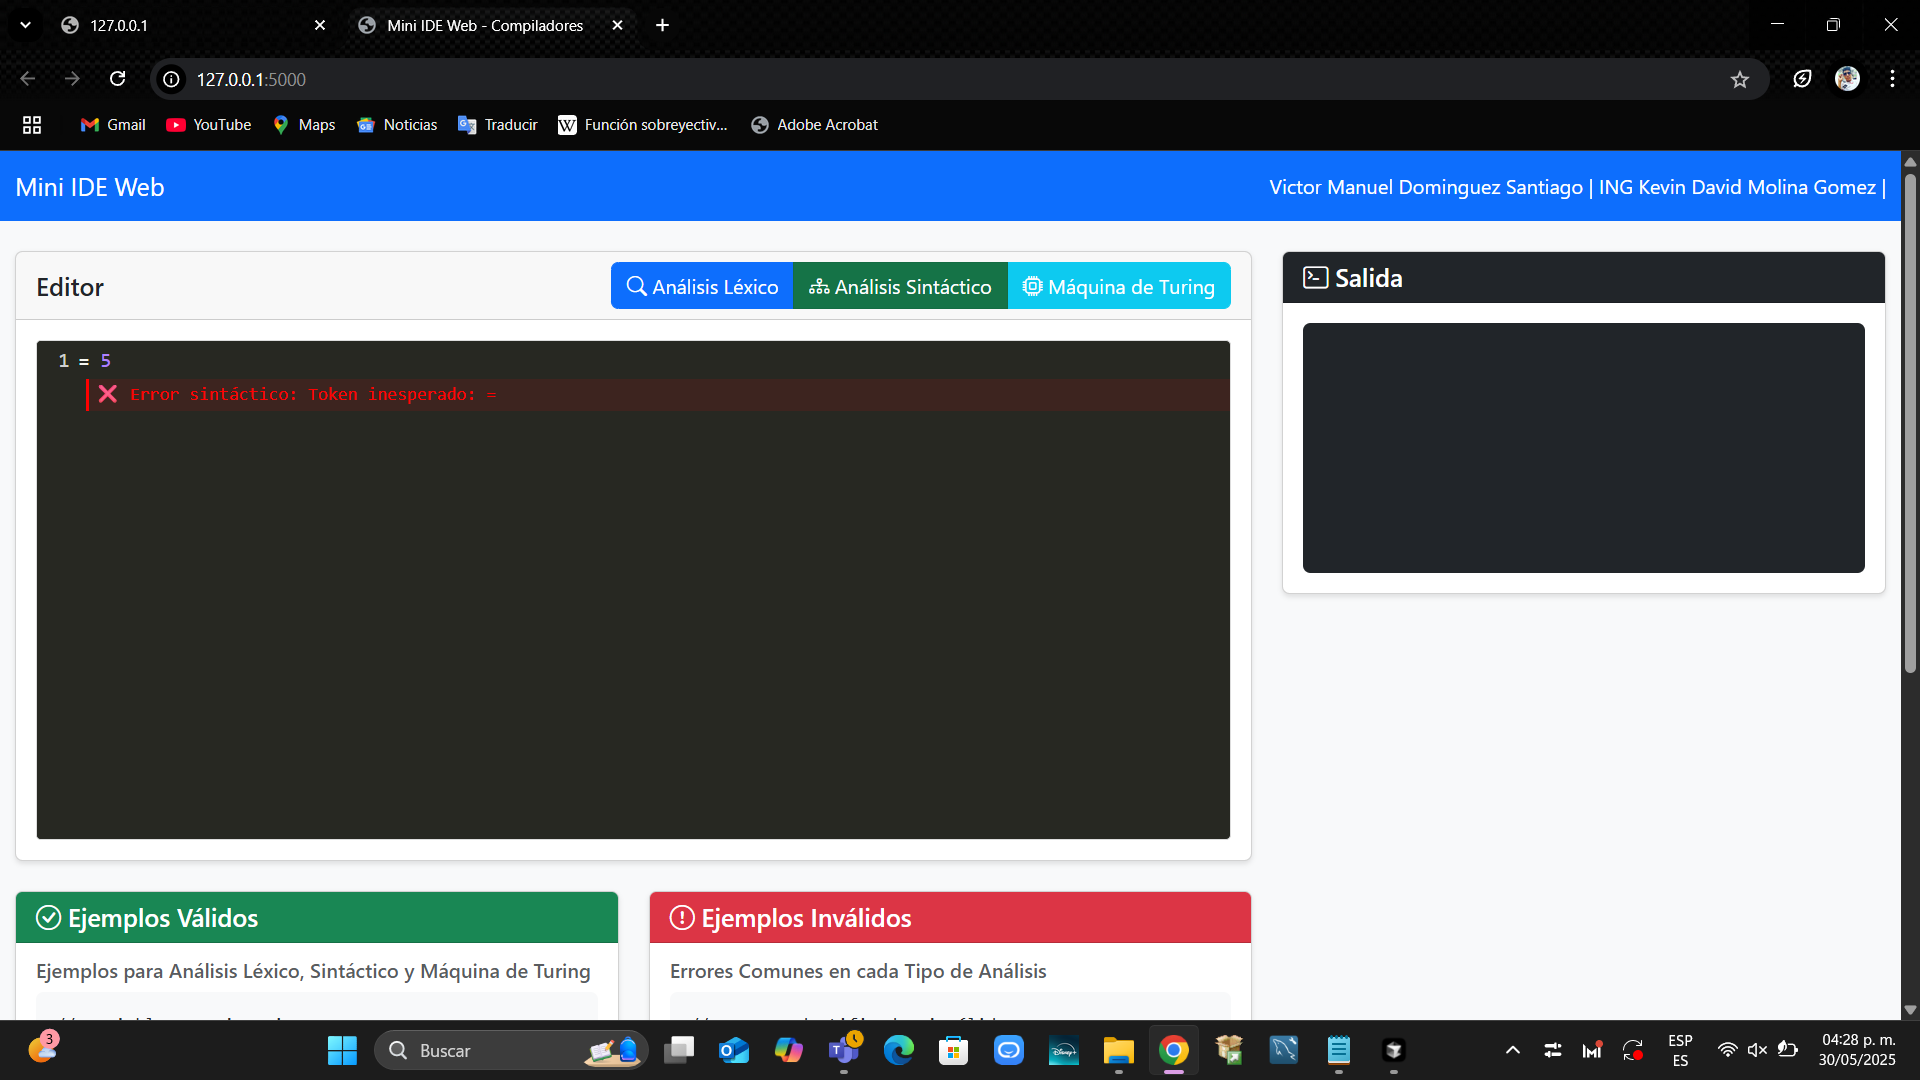 127.0.0.1
Mini IDE Web - Compiladores
127.0.0.1:5000
Gmail
YouTube
Maps
Noticias
Traducir
Función sobreyectiv...
Adobe Acrobat
Mini IDE Web
Victor Manuel Dominguez Santiago | ING Kevin David Molina Gomez |
Editor
Análisis Léxico
Análisis Sintáctico
Máquina de Turing
Salida
1 = 5
Error sintáctico: Token inesperado: =
Ejemplos Válidos
Ejemplos Inválidos
Ejemplos para Análisis Léxico, Sintáctico y Máquina de Turing
Errores Comunes en cada Tipo de Análisis
3
Buscar
ESP
ES
04:28 p. m.
30/05/2025